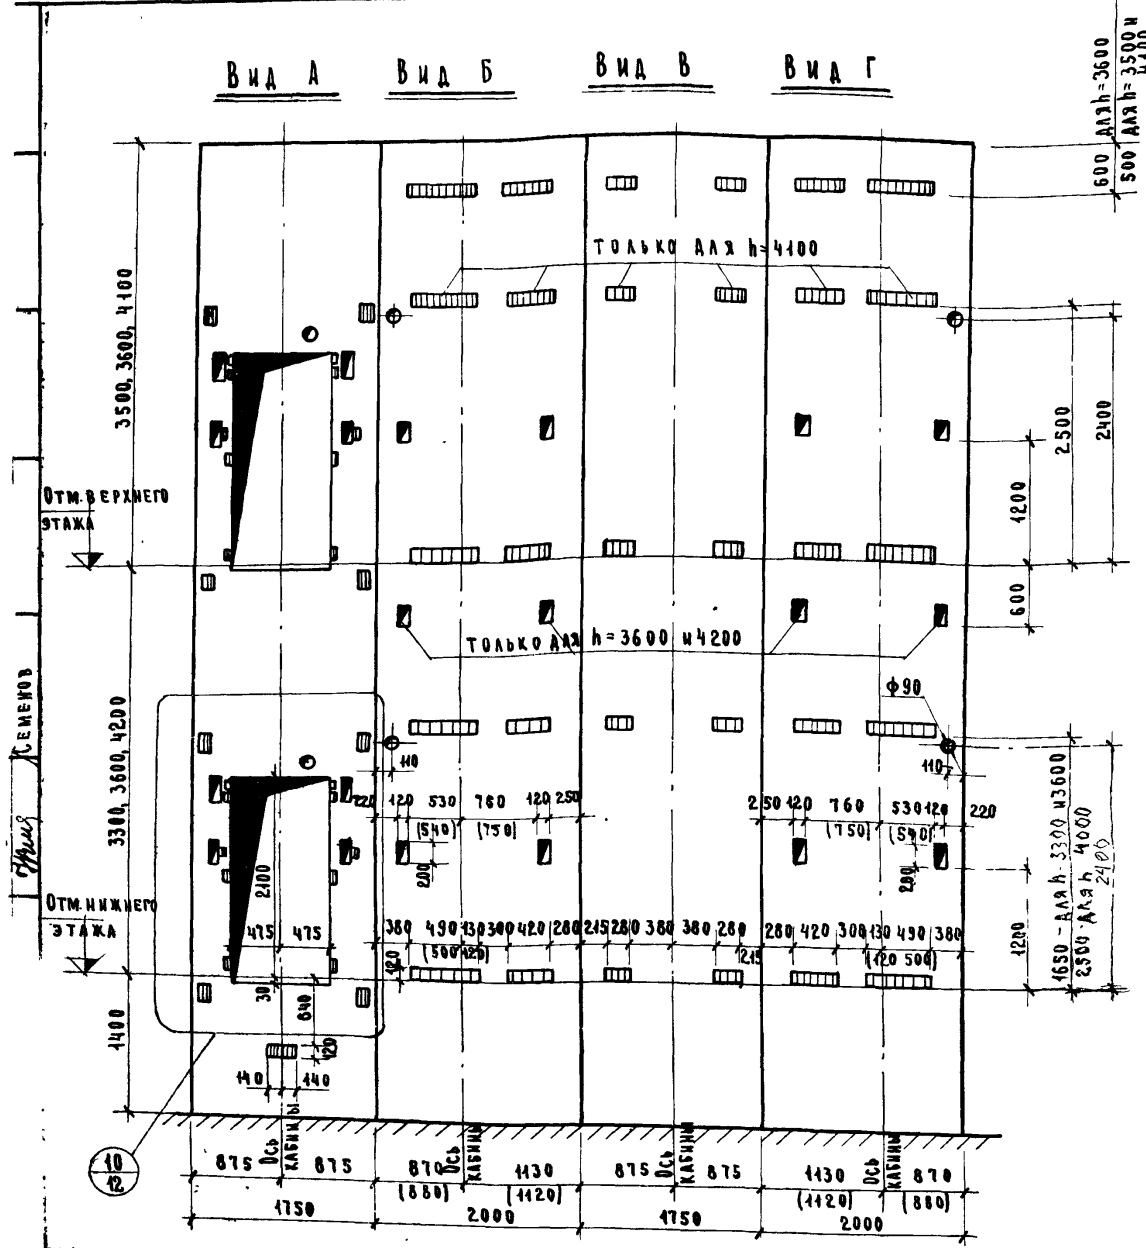 Вид А
Вид Б
Вид В
Вид Г
600 для h=3600
500 для h=3500 и
4100
только для h=4100
3500, 3600, 4100
2500
2400
1200
600
Отм. верхнего
этажа
только для h=3600 и 4200
ф90
3300, 3600, 4200
110
110
220 120 530 760 120 250
(540) (750)
250 120 760 530 120 220
(750) (540)
200
200
2100
1650 - для h 3300 и 3600
2500 - для h 4000
2400
1200
Отм. нижнего
этажа
475 475
380 490 130 300 420 280 215 280 380 380 280 215 280 420 300 130 490 380
(500 120)
(120 500)
120
30
640
120
1400
140 140
10
12
875 Ось кабины 875
870 Ось кабины 1130
875 Ось кабины 875
1130 Ось кабины 870
(880) (1120)
(1120) (880)
1750 2000 1750 2000